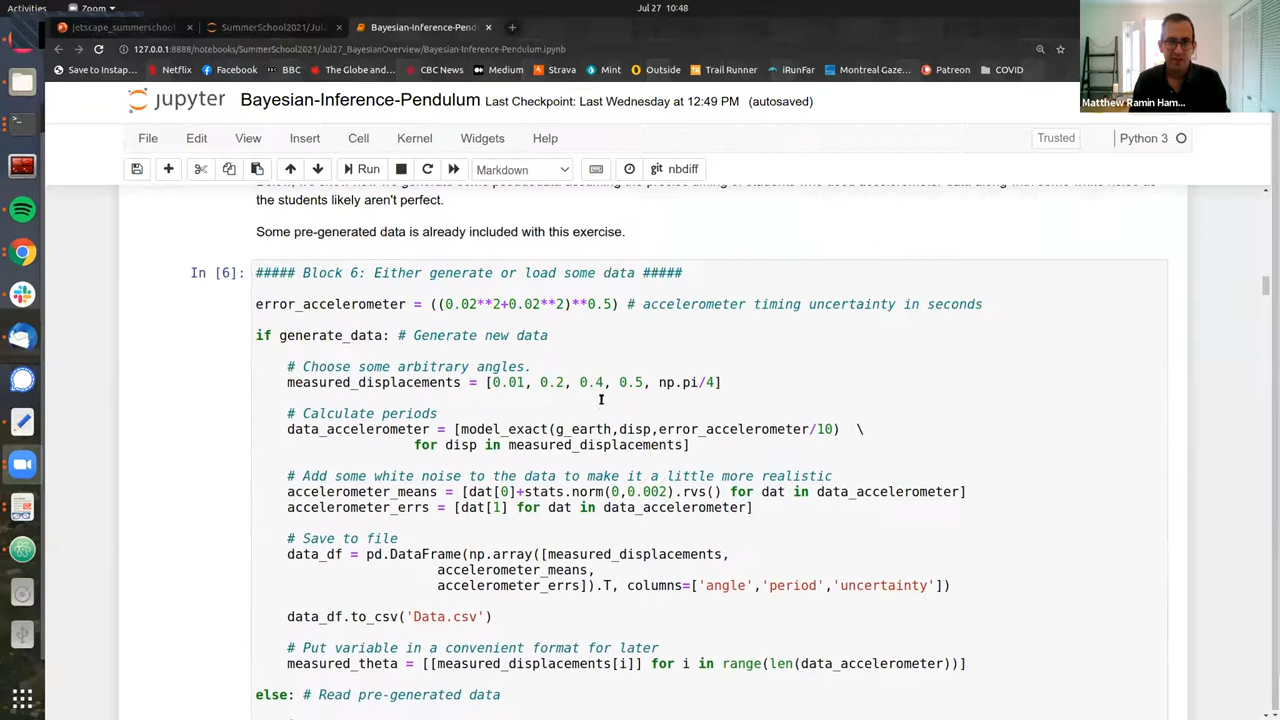 Activities
Zoom
Jul 27 10:48
jetscape_summerschool
SummerSchool2021/Jul
Bayesian-Inference-Pendul
127.0.0.1:8888/notebooks/SummerSchool2021/Jul27_BayesianOverview/Bayesian-Inference-Pendulum.ipynb
Save to Instap... Netflix Facebook BBC The Globe and... CBC News Medium Strava Mint Outside Trail Runner iRunFar Montreal Gaze... Patreon COVID
Matthew Ramin Ham...
jupyter Bayesian-Inference-Pendulum Last Checkpoint: Last Wednesday at 12:49 PM (autosaved)
File Edit View Insert Cell Kernel Widgets Help
Trusted
Python 3
Run
Markdown
git nbdiff
the students likely aren't perfect.
Some pre-generated data is already included with this exercise.
In [6]:
##### Block 6: Either generate or load some data #####
error_accelerometer = ((0.02**2+0.02**2)**0.5) # accelerometer timing uncertainty in seconds
if generate_data: # Generate new data
# Choose some arbitrary angles.
measured_displacements = [0.01, 0.2, 0.4, 0.5, np.pi/4]
# Calculate periods
data_accelerometer = [model_exact(g_earth,disp,error_accelerometer/10) \
for disp in measured_displacements]
# Add some white noise to the data to make it a little more realistic
accelerometer_means = [dat[0]+stats.norm(0,0.002).rvs() for dat in data_accelerometer]
accelerometer_errs = [dat[1] for dat in data_accelerometer]
# Save to file
data_df = pd.DataFrame(np.array([measured_displacements,
accelerometer_means,
accelerometer_errs]).T, columns=['angle','period','uncertainty'])
data_df.to_csv('Data.csv')
# Put variable in a convenient format for later
measured_theta = [[measured_displacements[i]] for i in range(len(data_accelerometer))]
else: # Read pre-generated data